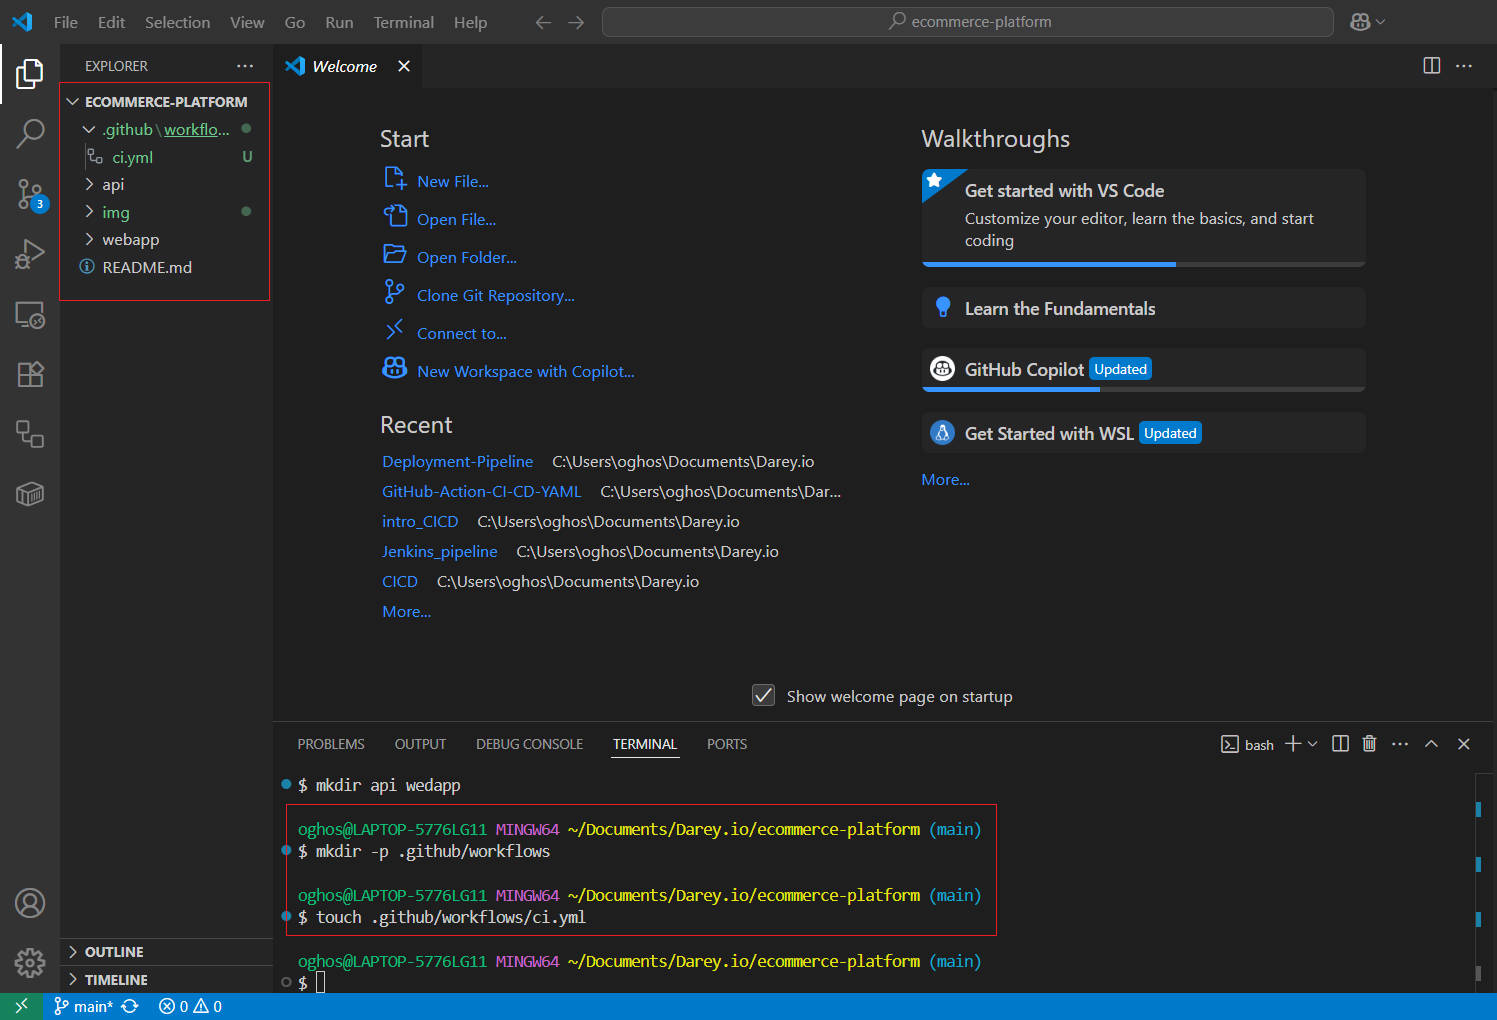 File Edit Selection View Go Run Terminal Help
ecommerce-platform
EXPLORER
Welcome
ECOMMERCE-PLATFORM
.github\workflo...
ci.yml U
api
img
webapp
README.md
3
OUTLINE
TIMELINE
Start
New File...
Open File...
Open Folder...
Clone Git Repository...
Connect to...
New Workspace with Copilot...
Recent
Deployment-Pipeline C:\Users\oghos\Documents\Darey.io
GitHub-Action-CI-CD-YAML C:\Users\oghos\Documents\Dar...
intro_CICD C:\Users\oghos\Documents\Darey.io
Jenkins_pipeline C:\Users\oghos\Documents\Darey.io
CICD C:\Users\oghos\Documents\Darey.io
More...
Walkthroughs
Get started with VS Code
Customize your editor, learn the basics, and start
coding
Learn the Fundamentals
GitHub Copilot Updated
Get Started with WSL Updated
More...
Show welcome page on startup
PROBLEMS OUTPUT DEBUG CONSOLE TERMINAL PORTS
bash
$ mkdir api wedapp
oghos@LAPTOP-5776LG11 MINGW64 ~/Documents/Darey.io/ecommerce-platform (main)
$ mkdir -p .github/workflows
oghos@LAPTOP-5776LG11 MINGW64 ~/Documents/Darey.io/ecommerce-platform (main)
$ touch .github/workflows/ci.yml
oghos@LAPTOP-5776LG11 MINGW64 ~/Documents/Darey.io/ecommerce-platform (main)
$
main* 0 0